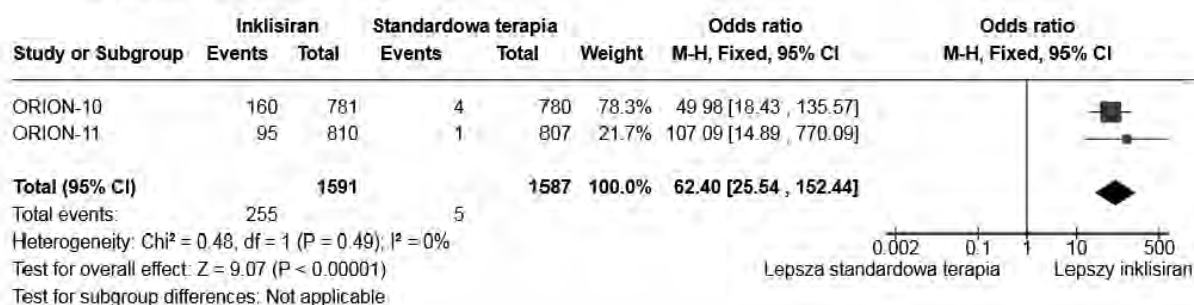 Inklisiran Standardowa terapia Odds ratio Odds ratio
Study or Subgroup Events Total Events Total Weight M-H, Fixed, 95% CI M-H, Fixed, 95% CI
ORION-10 160 781 4 780 78.3% 49.98 [18.43 , 135.57]
ORION-11 95 810 1 807 21.7% 107.09 [14.89 , 770.09]
Total (95% CI) 1591 1587 100.0% 62.40 [25.54 , 152.44]
Total events: 255 5
Heterogeneity: Chi² = 0.48, df = 1 (P = 0.49); I² = 0%
Test for overall effect: Z = 9.07 (P < 0.00001)
Test for subgroup differences: Not applicable
0.002 0.1 1 10 500
Lepsza standardowa terapia Lepszy inklisiran